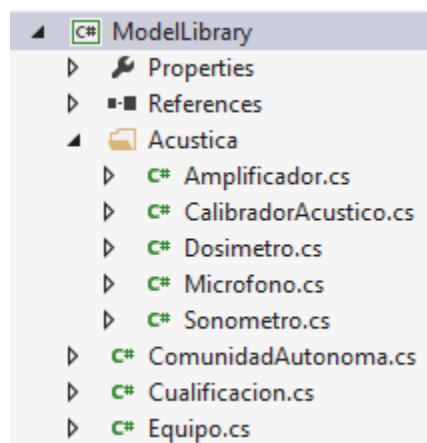 C# ModelLibrary
Properties
References
Acustica
C# Amplificador.cs
C# CalibradorAcustico.cs
C# Dosimetro.cs
C# Microfono.cs
C# Sonometro.cs
C# ComunidadAutonoma.cs
C# Cualificacion.cs
C# Equipo.cs